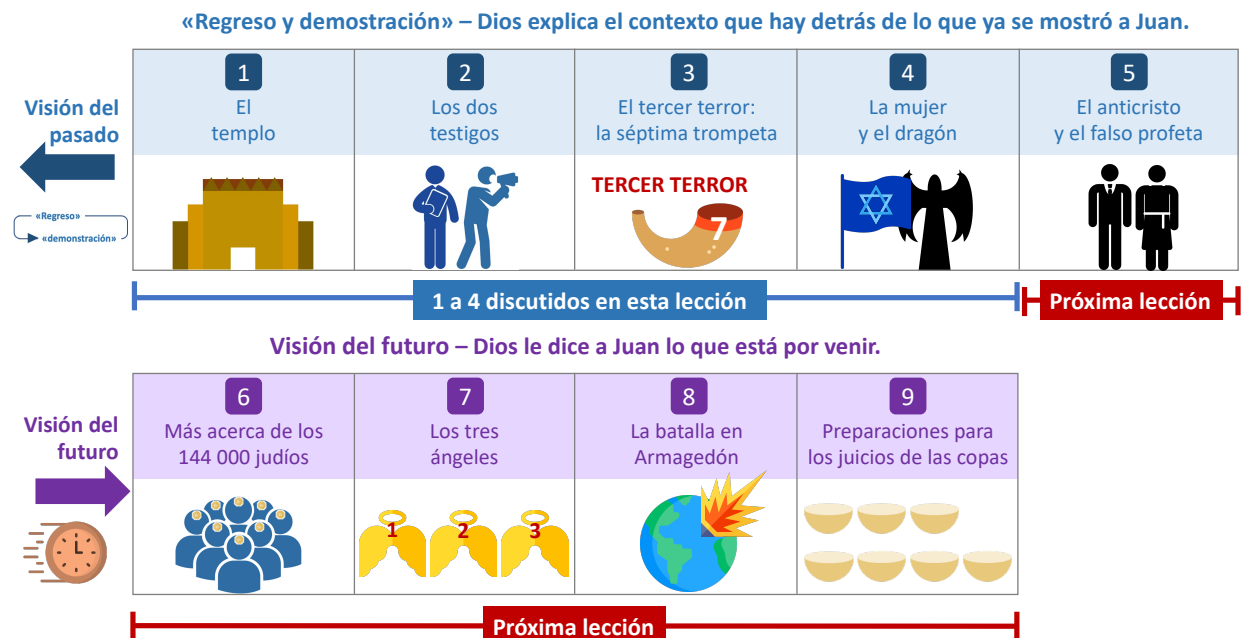 «Regreso y demostración» – Dios explica el contexto que hay detrás de lo que ya se mostró a Juan.
Visión del
pasado
«Regreso»
«demostración»
1
El
templo
2
Los dos
testigos
3
El tercer terror:
la séptima trompeta
TERCER TERROR
7
4
La mujer
y el dragón
5
El anticristo
y el falso profeta
1 a 4 discutidos en esta lección
Próxima lección
Visión del futuro – Dios le dice a Juan lo que está por venir.
Visión del
futuro
6
Más acerca de los
144 000 judíos
7
Los tres
ángeles
1 2 3
8
La batalla en
Armagedón
9
Preparaciones para
los juicios de las copas
Próxima lección